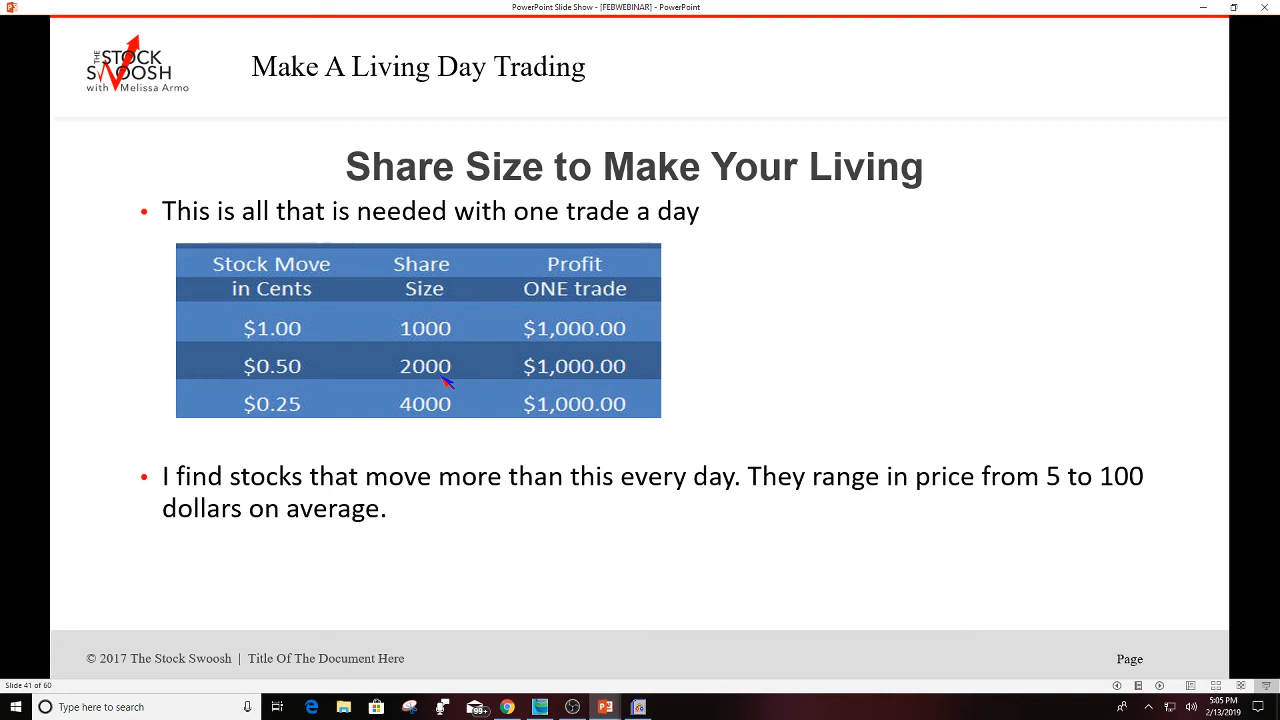 PowerPoint Slide Show - [FEBWEBINAR] - PowerPoint
THE
STOCK
SWOOSH
with Melissa Armo
Make A Living Day Trading
Share Size to Make Your Living
• This is all that is needed with one trade a day
Stock Move Share Profit
in Cents Size ONE trade
$1.00 1000 $1,000.00
$0.50 2000 $1,000.00
$0.25 4000 $1,000.00
• I find stocks that move more than this every day. They range in price from 5 to 100
dollars on average.
© 2017 The Stock Swoosh | Title Of The Document Here
Page
Slide 41 of 60
Type here to search
99+
5:05 PM
2/13/2019